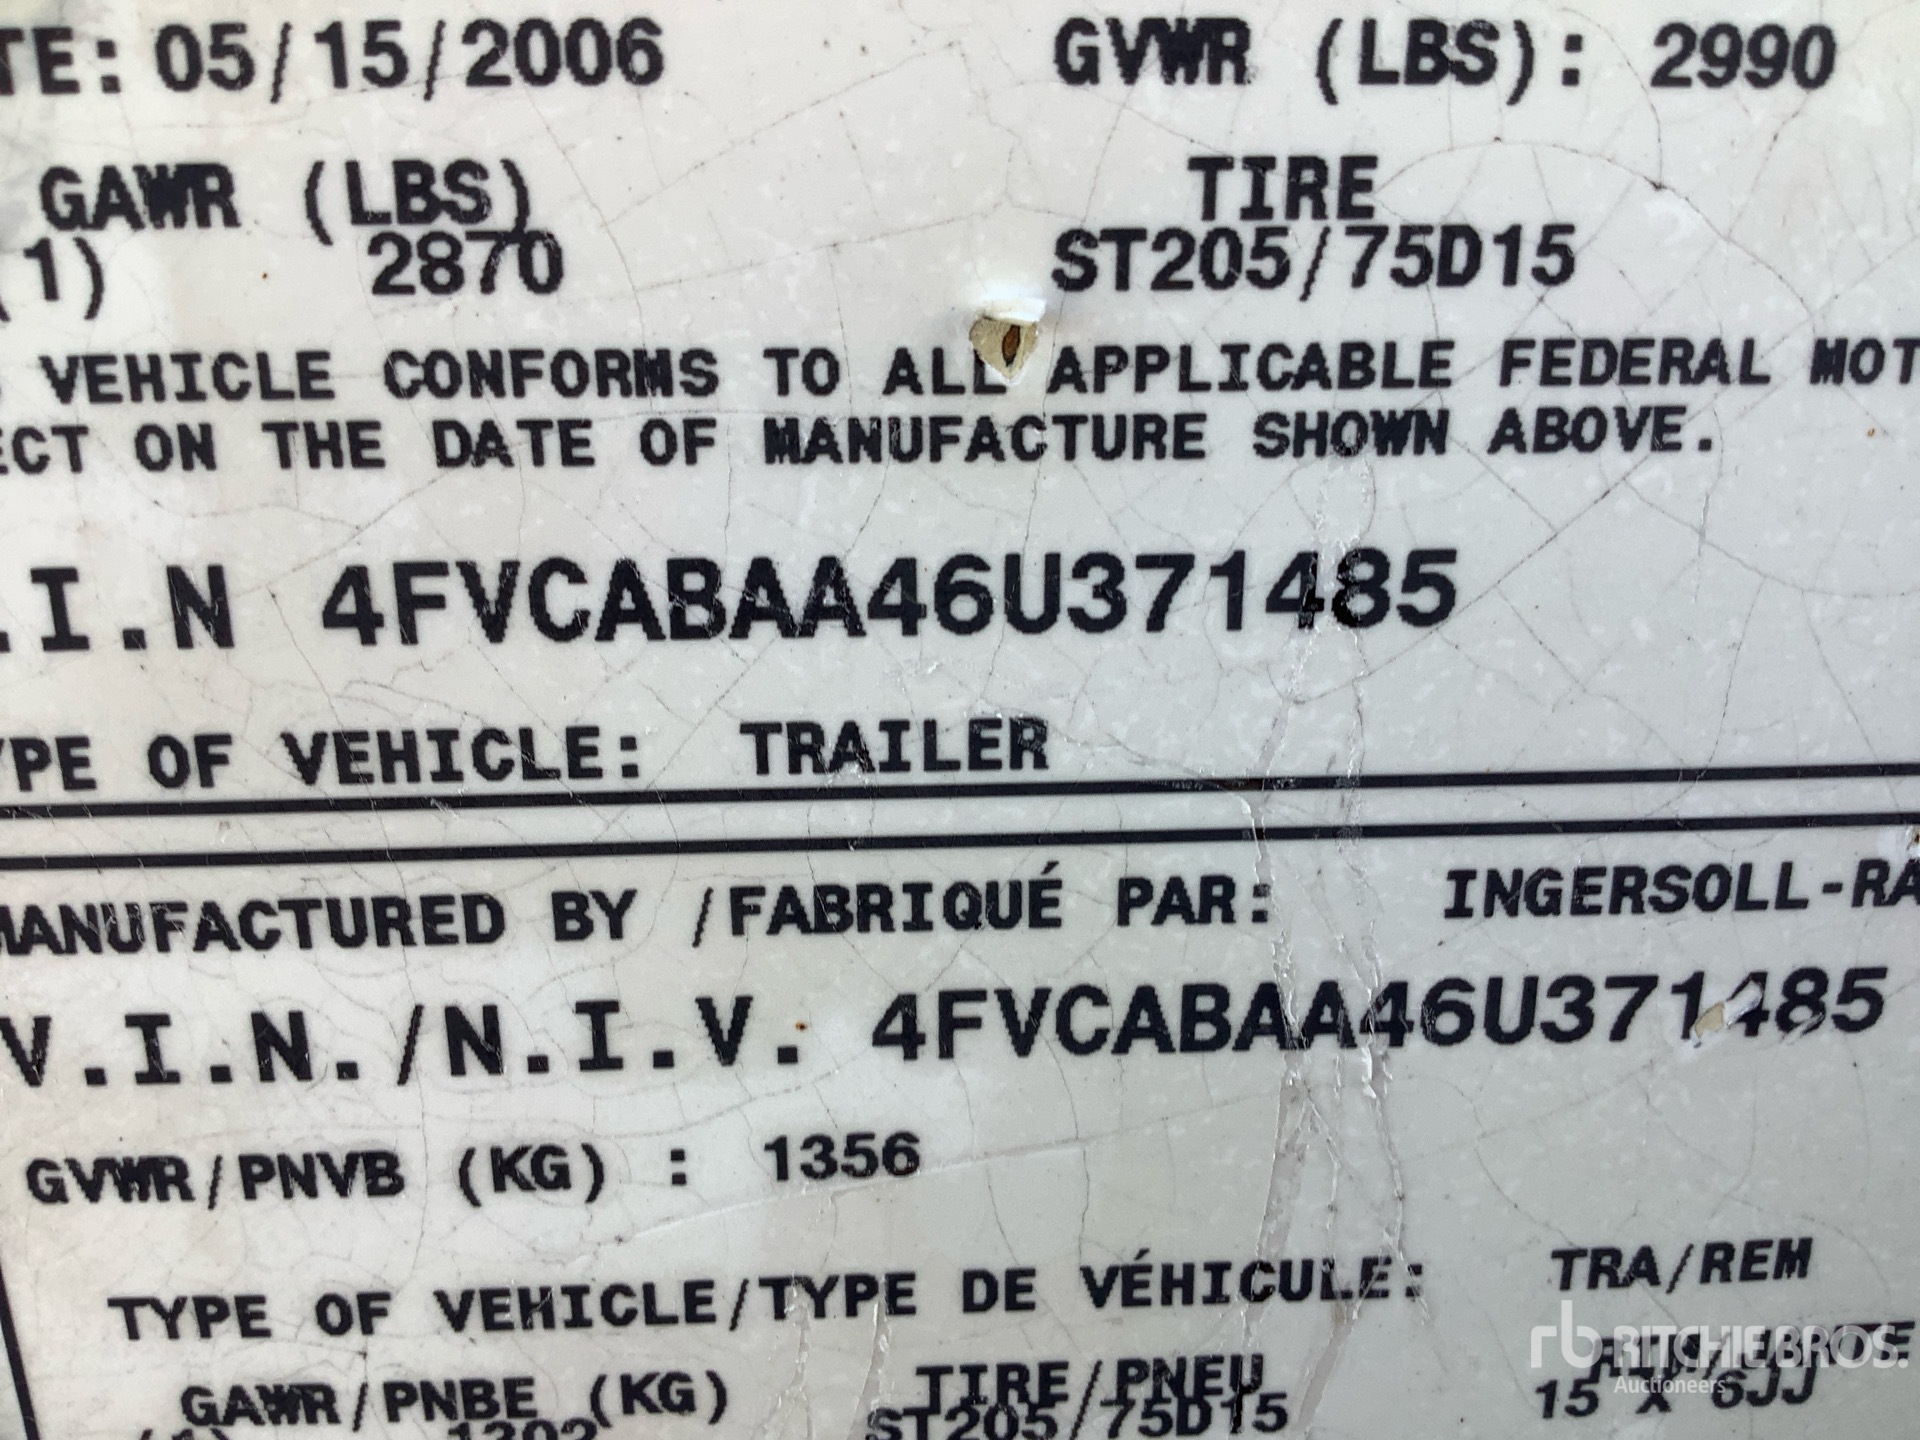 TE: 05/15/2006 GVWR (LBS): 2990
GAWR (LBS) TIRE
(1) 2870 ST205/75D15
VEHICLE CONFORMS TO ALL APPLICABLE FEDERAL MOT
ECT ON THE DATE OF MANUFACTURE SHOWN ABOVE.
.I.N 4FVCABAA46U371485
YPE OF VEHICLE: TRAILER
MANUFACTURED BY /FABRIQUÉ PAR: INGERSOLL-RA
V.I.N./N.I.V. 4FVCABAA46U371485
GVWR/PNVB (KG) : 1356
TYPE OF VEHICLE/TYPE DE VÉHICULE: TRA/REM
GAWR/PNBE (KG) TIRE/PNEU
(1) 1302 ST205/75D15 15 X 6JJ
rb RITCHIE BROS.
Auctioneers